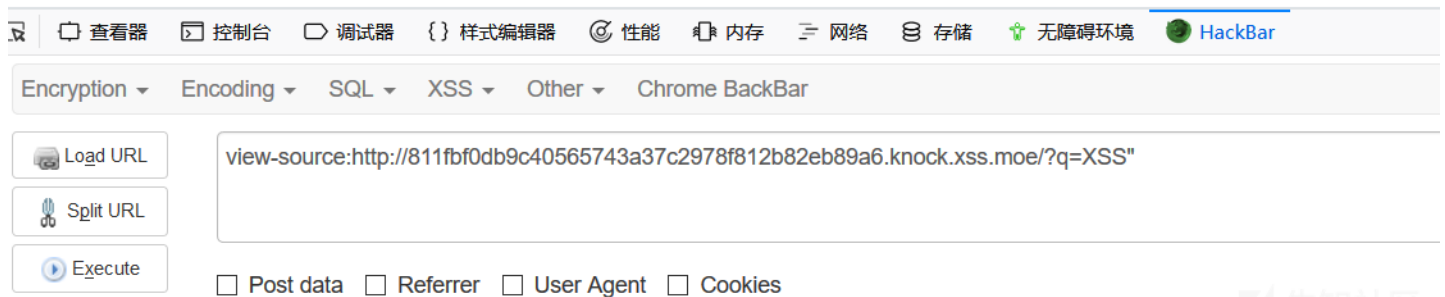 查看器 控制台 调试器 {} 样式编辑器 性能 内存 网络 存储 无障碍环境 HackBar
Encryption Encoding SQL XSS Other Chrome BackBar
Load URL view-source:http://811fbf0db9c40565743a37c2978f812b82eb89a6.knock.xss.moe/?q=XSS"
Split URL
Execute
Post data Referrer User Agent Cookies